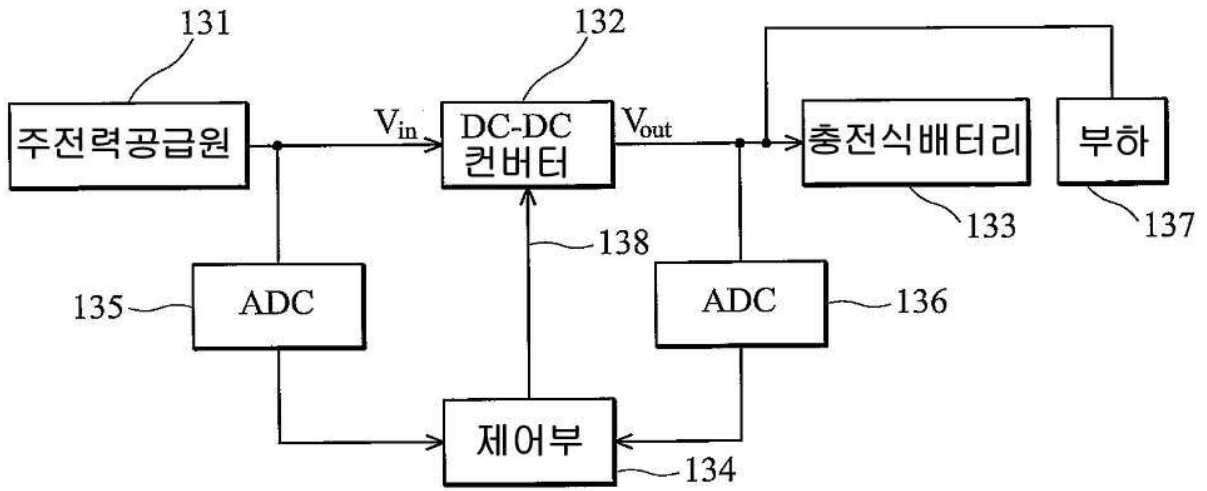 131
132
주전력공급원
Vin
DC-DC
컨버터
Vout
충전식배터리
부하
133
137
138
135
ADC
ADC
136
제어부
134